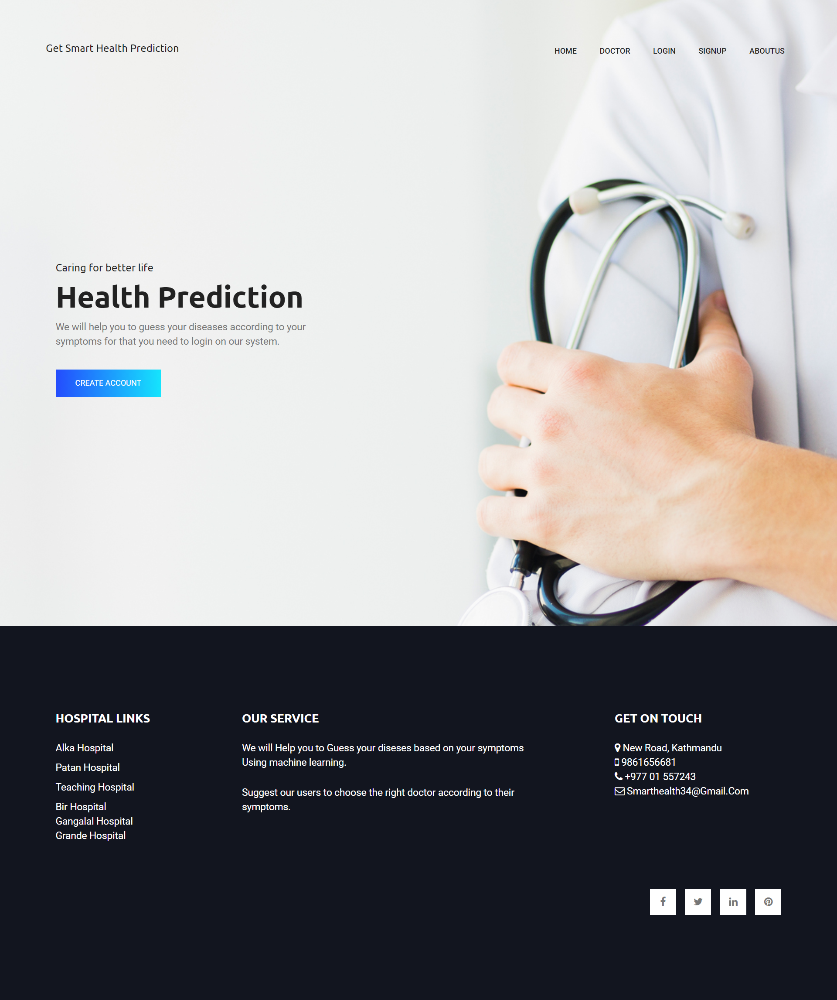 Get Smart Health Prediction
HOME DOCTOR LOGIN SIGNUP ABOUTUS
Caring for better life
Health Prediction
We will help you to guess your diseases according to your
symptoms for that you need to login on our system.
CREATE ACCOUNT
HOSPITAL LINKS
Alka Hospital
Patan Hospital
Teaching Hospital
Bir Hospital
Gangalal Hospital
Grande Hospital
OUR SERVICE
We will Help you to Guess your diseses based on your symptoms
Using machine learning.
Suggest our users to choose the right doctor according to their
symptoms.
GET ON TOUCH
New Road, Kathmandu
9861656681
+977 01 557243
Smarthealth34@Gmail.Com